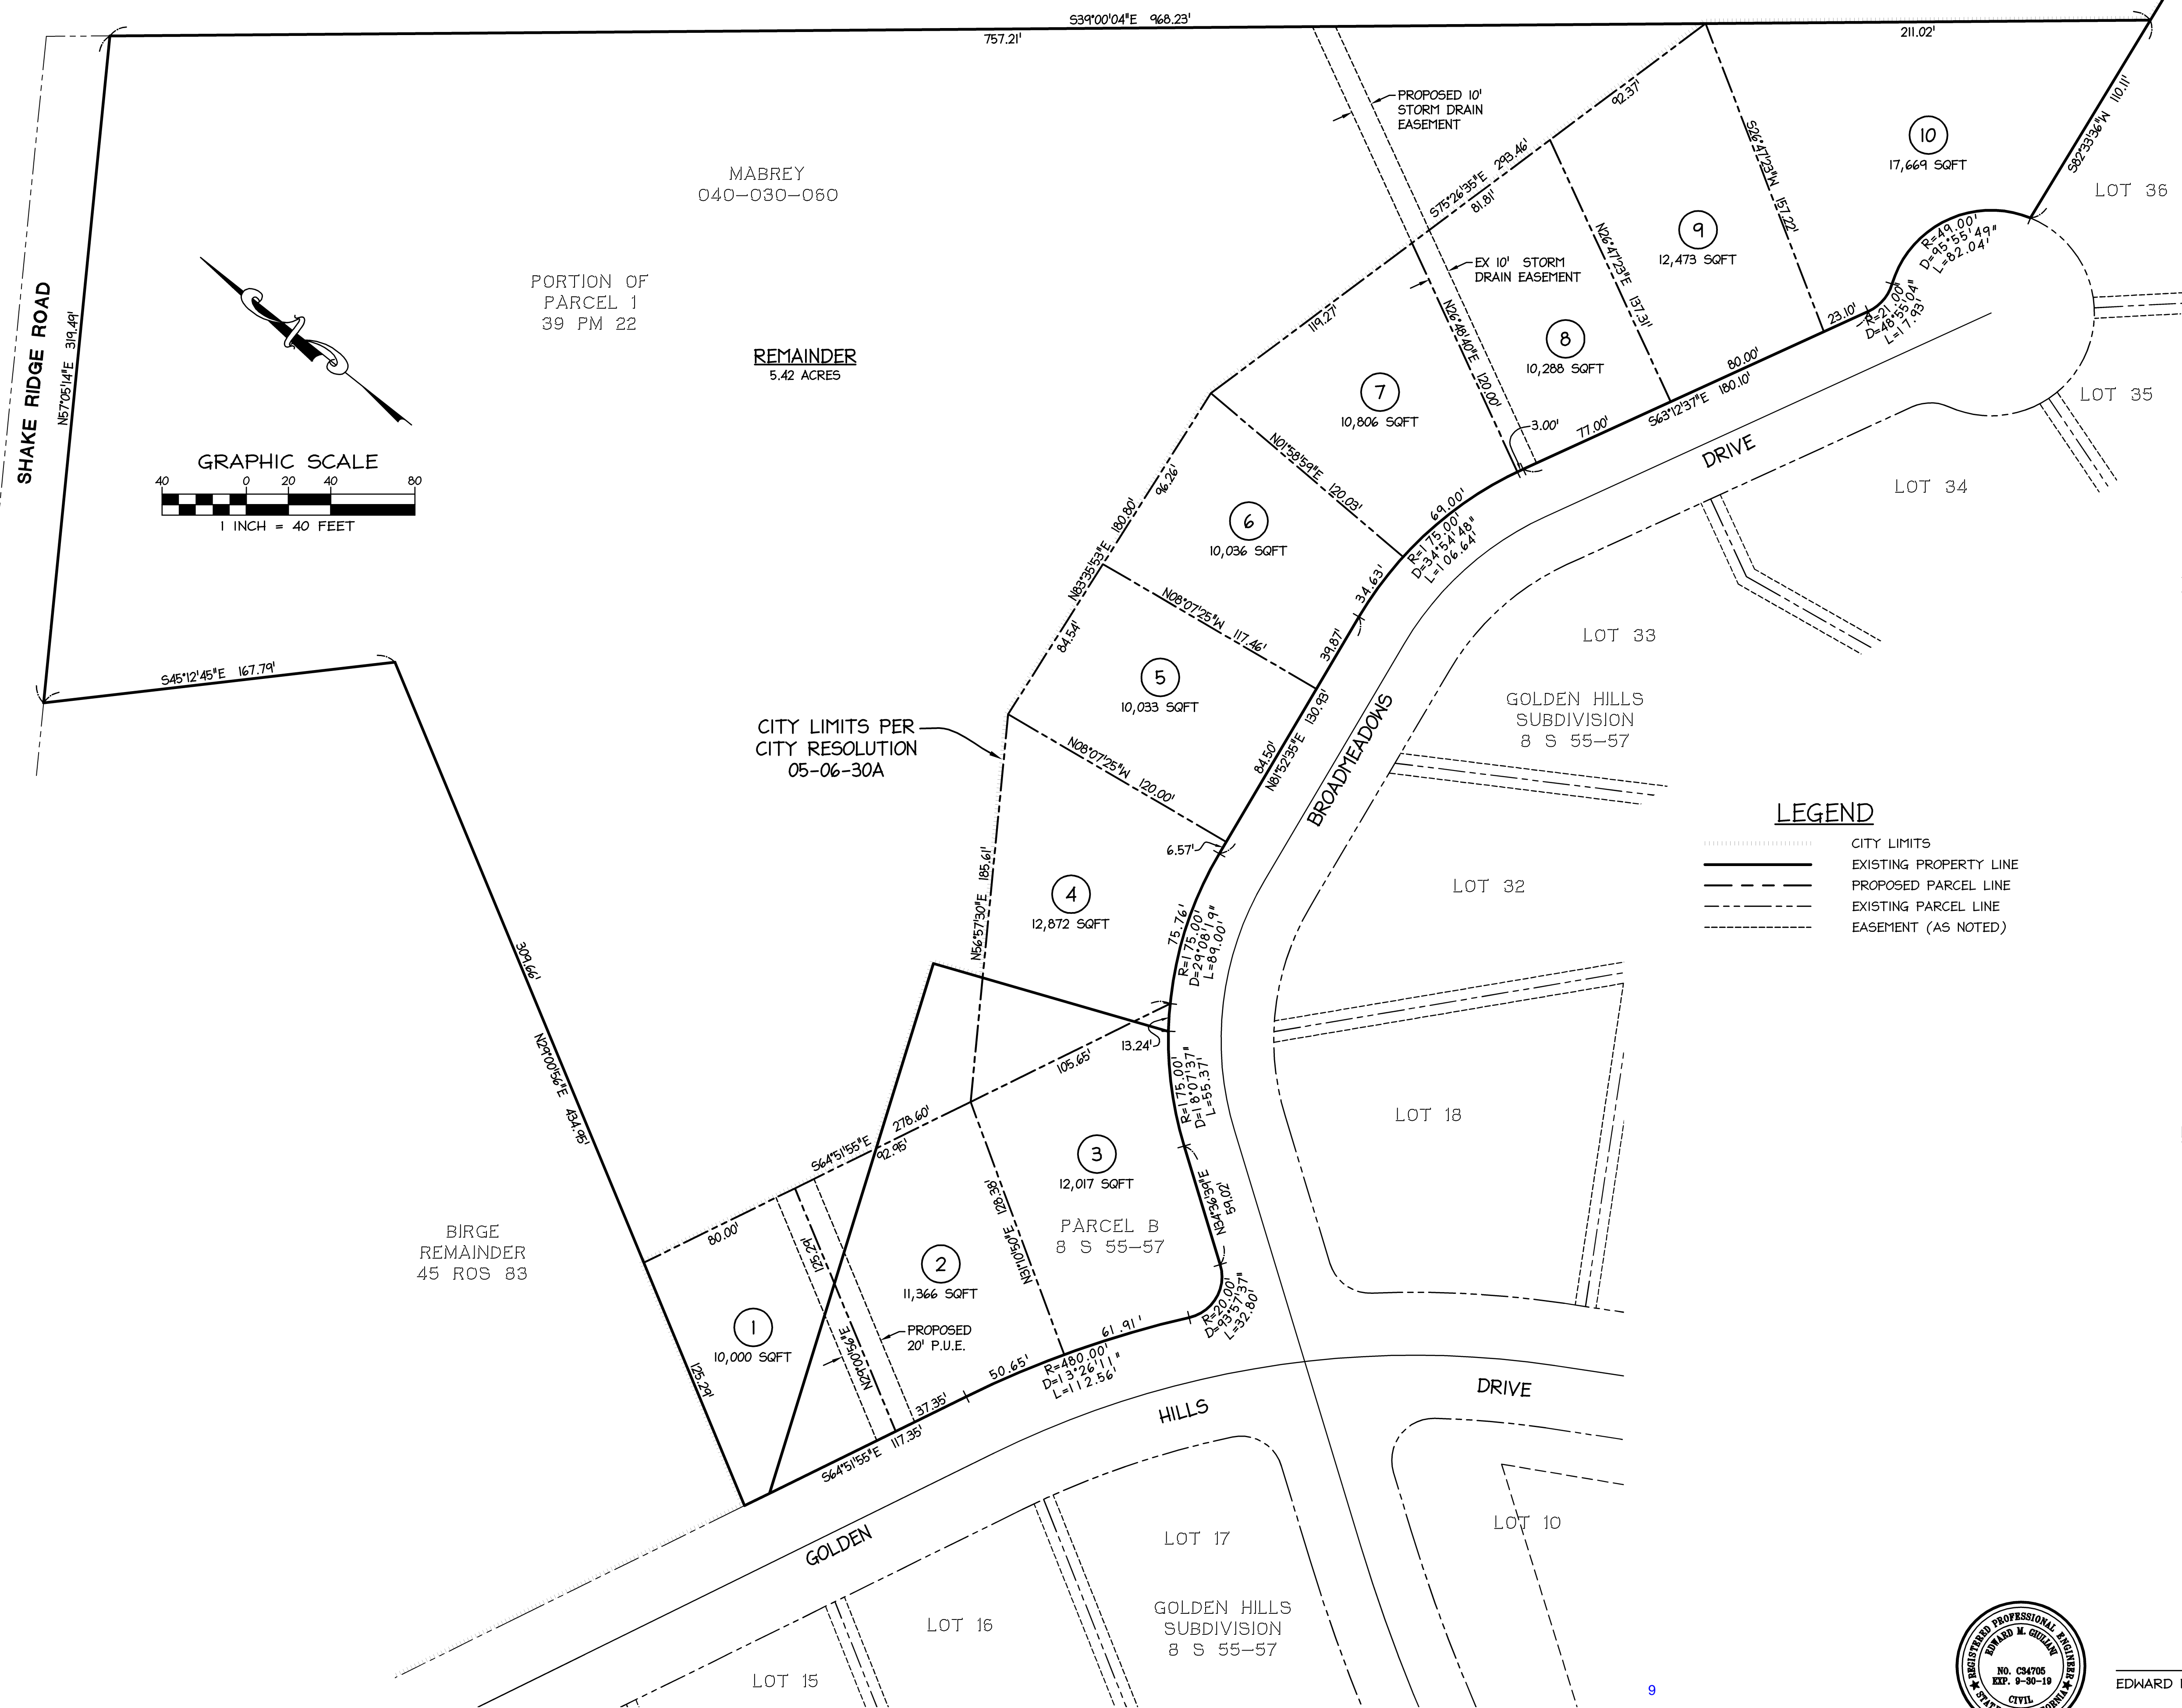 S39°00'04"E 968.23'
757.21'
211.02'
SHAKE RIDGE ROAD
N57°05'14"E 319.49'
MABREY
040-030-060
PORTION OF
PARCEL 1
39 PM 22
REMAINDER
5.42 ACRES
GRAPHIC SCALE
40 0 20 40 80
1 INCH = 40 FEET
S45°12'45"E 167.79'
PROPOSED 10'
STORM DRAIN
EASEMENT
92.37'
S75°26'35"E 293.46'
81.81'
119.27'
EX 10' STORM
DRAIN EASEMENT
S26°47'23"W 157.22'
10
17,669 SQFT
S82°33'36"W 110.11'
LOT 36
9
12,473 SQFT
N26°47'23"E 137.31'
8
10,288 SQFT
N26°48'40"E 120.00'
7
10,806 SQFT
R=49.00'
D=95°55'49"
L=82.04'
R=21.00'
D=48°55'04"
L=17.93'
23.10'
80.00'
S63°12'37"E 180.10'
77.00'
3.00'
DRIVE
LOT 35
LOT 34
N01°58'59"E 120.03'
96.26'
N83°35'53"E 180.80'
84.54'
6
10,036 SQFT
69.00'
R=175.00'
D=34°54'48"
L=106.64'
34.63'
39.87'
N08°07'25"W 117.46'
5
10,033 SQFT
84.50'
N81°52'35"E 130.93'
BROADMEADOWS
LOT 33
GOLDEN HILLS
SUBDIVISION
8 S 55-57
CITY LIMITS PER
CITY RESOLUTION
05-06-30A
N08°07'25"W 120.00'
6.57'
N56°57'30"E 185.61'
4
12,872 SQFT
75.76'
R=175.00'
D=29°08'19"
L=89.00'
LOT 32
LEGEND
CITY LIMITS
EXISTING PROPERTY LINE
PROPOSED PARCEL LINE
EXISTING PARCEL LINE
EASEMENT (AS NOTED)
309.66'
N29°00'56"E 434.95'
13.24'
105.65'
R=175.00'
D=18°07'37"
L=55.37'
LOT 18
S64°51'55"E 278.60'
92.95'
80.00'
3
12,017 SQFT
PARCEL B
8 S 55-57
N34°36'39"E
59.02'
128.38'
N31°10'50"E
BIRGE
REMAINDER
45 ROS 83
125.29'
N29°00'56"E
2
11,366 SQFT
PROPOSED
20' P.U.E.
1
10,000 SQFT
125.29'
R=20.00'
D=93°57'37"
L=32.80'
61.91'
50.65'
R=480.00'
D=13°26'11"
L=112.56'
37.35'
S64°51'55"E 117.35'
GOLDEN
HILLS
DRIVE
LOT 10
LOT 17
GOLDEN HILLS
SUBDIVISION
8 S 55-57
LOT 16
LOT 15
9
REGISTERED PROFESSIONAL ENGINEER
EDWARD M. GIULIANI
NO. C34705
EXP. 9-30-19
CIVIL
EDWARD